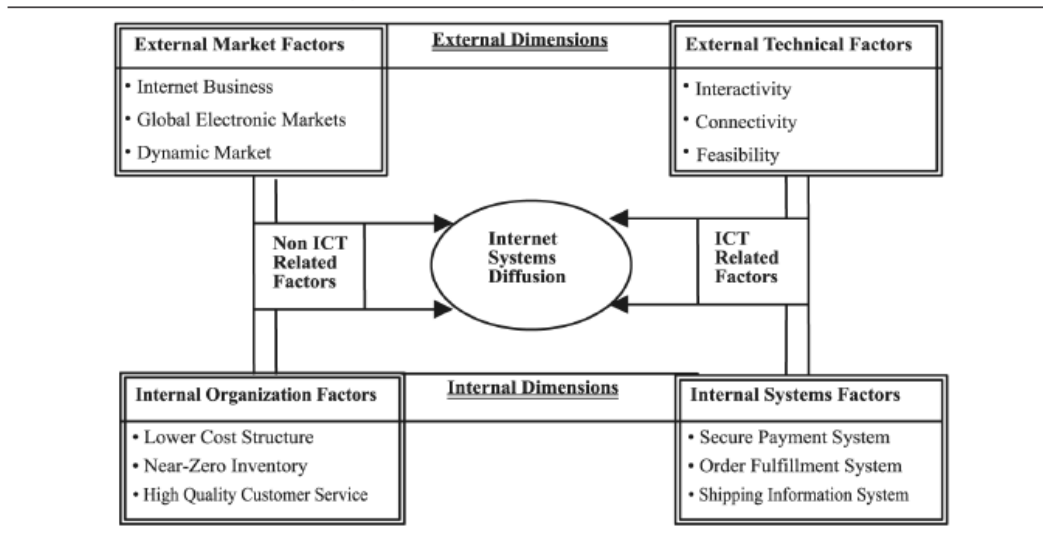 External Market Factors
External Dimensions
External Technical Factors
• Internet Business
• Global Electronic Markets
• Dynamic Market
• Interactivity
• Connectivity
• Feasibility
Non ICT
Related
Factors
Internet
Systems
Diffusion
ICT
Related
Factors
Internal Organization Factors
Internal Dimensions
Internal Systems Factors
• Lower Cost Structure
• Near-Zero Inventory
• High Quality Customer Service
• Secure Payment System
• Order Fulfillment System
• Shipping Information System